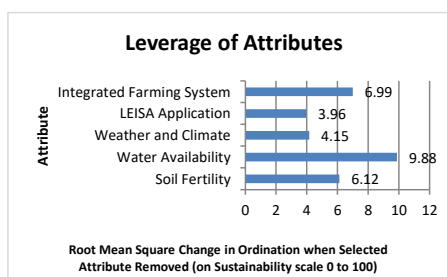 Leverage of Attributes
Attribute
Integrated Farming System 6.99
LEISA Application 3.96
Weather and Climate 4.15
Water Availability 9.88
Soil Fertility 6.12
0 2 4 6 8 10 12
Root Mean Square Change in Ordination when Selected
Attribute Removed (on Sustainability scale 0 to 100)